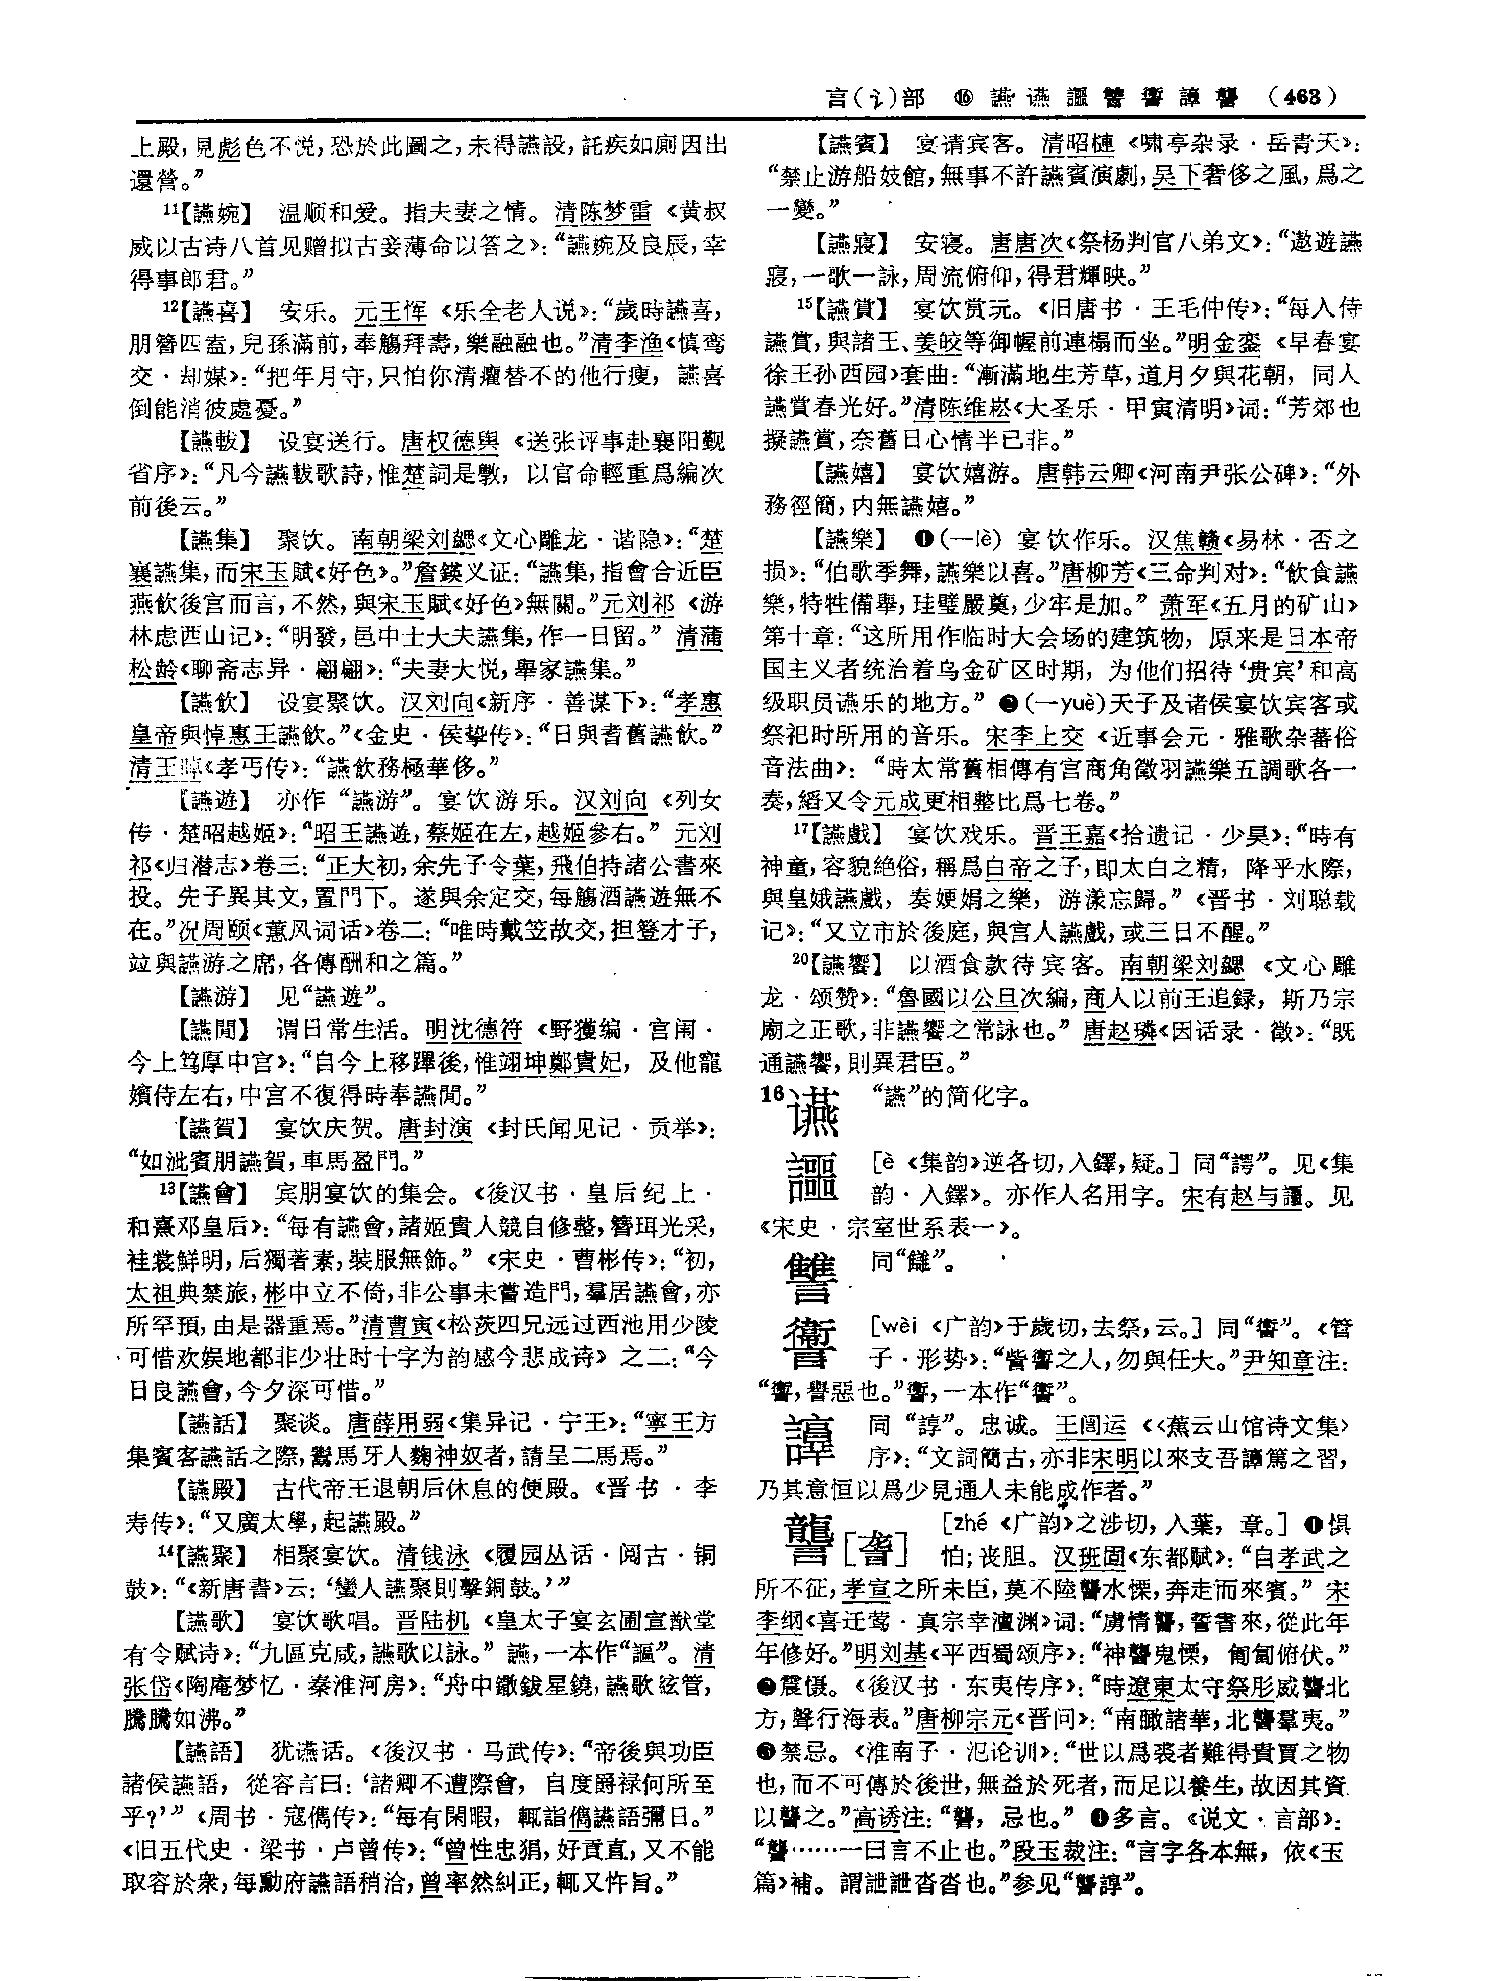 言(讠)部 ⑯ 讌 䜩 讍 讎 讏 𧭈 讋 (463)
上殿，見彪色不悦，恐於此圖之，未得讌設，託疾如廁因出
還營。”
11【讌婉】 温顺和爱。指夫妻之情。清陈梦雷《黄叔
威以古诗八首见赠拟古妾薄命以答之》：“讌婉及良辰，幸
得事郎君。”
12【讌喜】 安乐。元王恽《乐全老人说》：“歲時讌喜，
朋簪四盍，兒孫滿前，奉觴拜壽，樂融融也。”清李渔《慎鸾
交·却媒》：“把年月守，只怕你清癯替不的他行瘦， 讌喜
倒能消彼處憂。”
【讌軷】 设宴送行。唐权德舆《送张评事赴襄阳觐
省序》：“凡今讌軷歌詩，惟楚詞是斆， 以官命輕重爲編次
前後云。”
【讌集】 聚饮。南朝梁刘勰《文心雕龙·谐隐》：“楚
襄讌集，而宋玉賦《好色》。”詹鍈义证：“讌集，指會合近臣
燕飲後宫而言，不然，與宋玉賦《好色》無關。”元刘祁《游
林虑西山记》：“明發，邑中士大夫讌集，作一日留。” 清蒲
松龄《聊斋志异·翩翩》：“夫妻大悦，舉家讌集。”
【讌飲】 设宴聚饮。汉刘向《新序·善谋下》：“孝惠
皇帝與悼惠王讌飲。”《金史·侯挚传》：“日與耆舊讌飲。”
清王晫《孝丐传》：“讌飲務極華侈。”
【讌遊】 亦作“讌游”。宴饮游乐。汉刘向《列女
传·楚昭越姬》：“昭王讌遊，蔡姬在左，越姬參右。” 元刘
祁《归潜志》卷三：“正大初，余先子令葉，飛伯持諸公書來
投。先子異其文，置門下。遂與余定交，每觴酒讌遊無不
在。”况周颐《蕙风词话》卷二：“唯時戴笠故交，担簦才子，
竝與讌游之席，各傳酬和之篇。”
【讌游】 见“讌遊”。
【讌閒】 谓日常生活。明沈德符《野獲编·宫闱·
今上笃厚中宫》：“自今上移蹕後，惟翊坤鄭貴妃， 及他寵
嬪侍左右，中宫不復得時奉讌閒。”
【讌賀】 宴饮庆贺。唐封演《封氏闻见记·贡举》：
“如泚賓朋讌賀，車馬盈門。”
13【讌會】 宾朋宴饮的集会。《後汉书·皇后纪上·
和熹邓皇后》：“每有讌會，諸姬貴人競自修整，簪珥光采，
袿裳鮮明，后獨著素，裝服無飾。”《宋史·曹彬传》：“初，
太祖典禁旅，彬中立不倚，非公事未嘗造門，羣居讌會，亦
所罕預，由是器重焉。”清曹寅《松茨四兄远过西池用少陵
可惜欢娱地都非少壮时十字为韵感今悲成诗》之二：“今
日良讌會，今夕深可惜。”
【讌話】 聚谈。唐薛用弱《集异记·宁王》：“寧王方
集賓客讌話之際，鬻馬牙人麴神奴者，請呈二馬焉。”
【讌殿】 古代帝王退朝后休息的便殿。《晋书·李
寿传》：“又廣太學，起讌殿。”
14【讌聚】 相聚宴饮。清钱泳《履园丛话·阅古·铜
鼓》：“《新唐書》云：‘蠻人讌聚則擊銅鼓。’”
【讌歌】 宴饮歌唱。晋陆机《皇太子宴玄圃宣猷堂
有令赋诗》：“九區克咸，讌歌以詠。” 讌，一本作“謳”。清
张岱《陶庵梦忆·秦淮河房》：“舟中鏾鈸星鐃，讌歌弦管，
騰騰如沸。”
【讌語】 犹讌话。《後汉书·马武传》：“帝後與功臣
諸侯讌語， 從容言曰：‘諸卿不遭際會， 自度爵禄何所至
乎？’”《周书·寇儁传》：“每有閑暇， 輒詣儁讌語彌日。”
《旧五代史·梁书·卢曾传》：“曾性忠狷，好貢直，又不能
取容於衆，每勳府讌語稍洽，曾率然糾正，輒又忤旨。”
【讌賓】 宴请宾客。清昭槤《啸亭杂录·岳青天》：
“禁止游船妓館，無事不許讌賓演劇，吴下奢侈之風，爲之
一變。”
【讌寢】 安寝。唐唐次《祭杨判官八弟文》：“遨遊讌
寢，一歌一詠，周流俯仰，得君輝映。”
15【讌賞】 宴饮赏玩。《旧唐书·王毛仲传》：“每入侍
讌賞，與諸王、姜皎等御幄前連榻而坐。”明金銮《早春宴
徐王孙西园》套曲：“漸滿地生芳草，道月夕與花朝， 同人
讌賞春光好。”清陈维崧《大圣乐·甲寅清明》词：“芳郊也
擬讌賞，奈舊日心情半已非。”
【讌嬉】 宴饮嬉游。唐韩云卿《河南尹张公碑》：“外
務徑簡，内無讌嬉。”
【讌樂】 ❶(—lè) 宴饮作乐。汉焦赣《易林·否之
损》：“伯歌季舞，讌樂以喜。”唐柳芳《三命判对》：“飲食讌
樂，特牲備舉，珪璧嚴奠，少牢是加。” 萧军《五月的矿山》
第十章：“这所用作临时大会场的建筑物， 原来是日本帝
国主义者统治着乌金矿区时期， 为他们招待‘贵宾’和高
级职员讌乐的地方。” ❷(—yuè)天子及诸侯宴饮宾客或
祭祀时所用的音乐。宋李上交《近事会元·雅歌杂蕃俗
音法曲》： “時太常舊相傳有宫商角徵羽讌樂五調歌各一
奏，縚又令元成更相整比爲七卷。”
17【讌戲】 宴饮戏乐。晋王嘉《拾遗记·少昊》：“時有
神童，容貌絶俗，稱爲白帝之子，即太白之精， 降乎水際，
與皇娥讌戲， 奏㛹娟之樂， 游漾忘歸。”《晋书·刘聪载
记》：“又立市於後庭，與宫人讌戲，或三日不醒。”
20【讌饗】 以酒食款待宾客。南朝梁刘勰《文心雕
龙·颂赞》：“魯國以公旦次編，商人以前王追録， 斯乃宗
廟之正歌，非讌饗之常詠也。” 唐赵璘《因话录·徵》：“既
通讌饗，則異君臣。”
16䜩 “讌”的简化字。
讍 [è 《集韵》逆各切，入鐸，疑。] 同“諤”。见《集
韵·入鐸》。亦作人名用字。宋有赵与讍。见
《宋史·宗室世系表一》。
讎 同“讎”。
讏 [wèi 《广韵》于歲切，去祭，云。] 同“讆”。《管
子·形势》：“訾讏之人，勿與任大。”尹知章注：
“讏，譽惡也。”讏，一本作“讆”。
𧭈 同“諄”。忠诚。王闿运《〈蕉云山馆诗文集〉
序》：“文詞簡古，亦非宋明以來支吾𧭈篤之習，
乃其意恒以爲少見通人未能成作者。”
讋[詟] [zhé 《广韵》之涉切，入葉， 章。] ❶惧
怕；丧胆。汉班固《东都赋》：“自孝武之
所不征，孝宣之所未臣，莫不陸讋水慄，奔走而來賓。” 宋
李纲《喜迁莺·真宗幸澶渊》词：“虜情讋，誓書來，從此年
年修好。”明刘基《平西蜀颂序》：“神讋鬼慄， 匍匐俯伏。”
❷震慑。《後汉书·东夷传序》：“時遼東太守祭肜威讋北
方，聲行海表。”唐柳宗元《晋问》：“南瞰諸華，北讋羣夷。”
❸禁忌。《淮南子·氾论训》：“世以爲裘者難得貴賈之物
也，而不可傳於後世，無益於死者，而足以養生，故因其資
以讋之。”高诱注：“讋， 忌也。” ❹多言。《说文·言部》：
“讋……一曰言不止也。”段玉裁注：“言字各本無， 依《玉
篇》補。謂詍詍沓沓也。”参见“讋諄”。